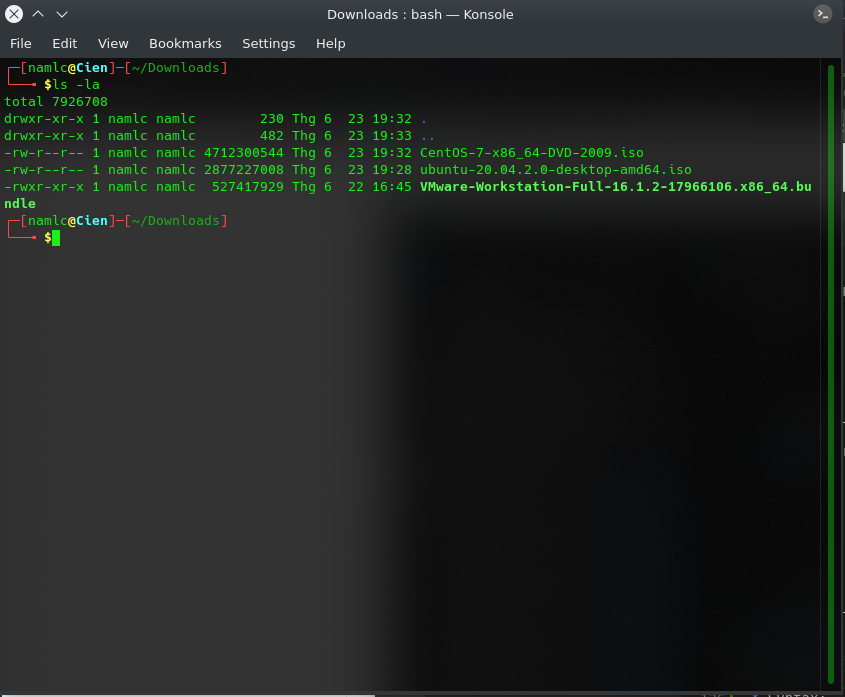 Downloads : bash — Konsole
File Edit View Bookmarks Settings Help
┌─[namlc@Cien]─[~/Downloads]
└──╼ $ls -la
total 7926708
drwxr-xr-x 1 namlc namlc        230 Thg 6  23 19:32 .
drwxr-xr-x 1 namlc namlc        482 Thg 6  23 19:33 ..
-rw-r--r-- 1 namlc namlc 4712300544 Thg 6  23 19:32 CentOS-7-x86_64-DVD-2009.iso
-rw-r--r-- 1 namlc namlc 2877227008 Thg 6  23 19:28 ubuntu-20.04.2.0-desktop-amd64.iso
-rwxr-xr-x 1 namlc namlc  527417929 Thg 6  22 16:45 VMware-Workstation-Full-16.1.2-17966106.x86_64.bu
ndle
┌─[namlc@Cien]─[~/Downloads]
└──╼ $